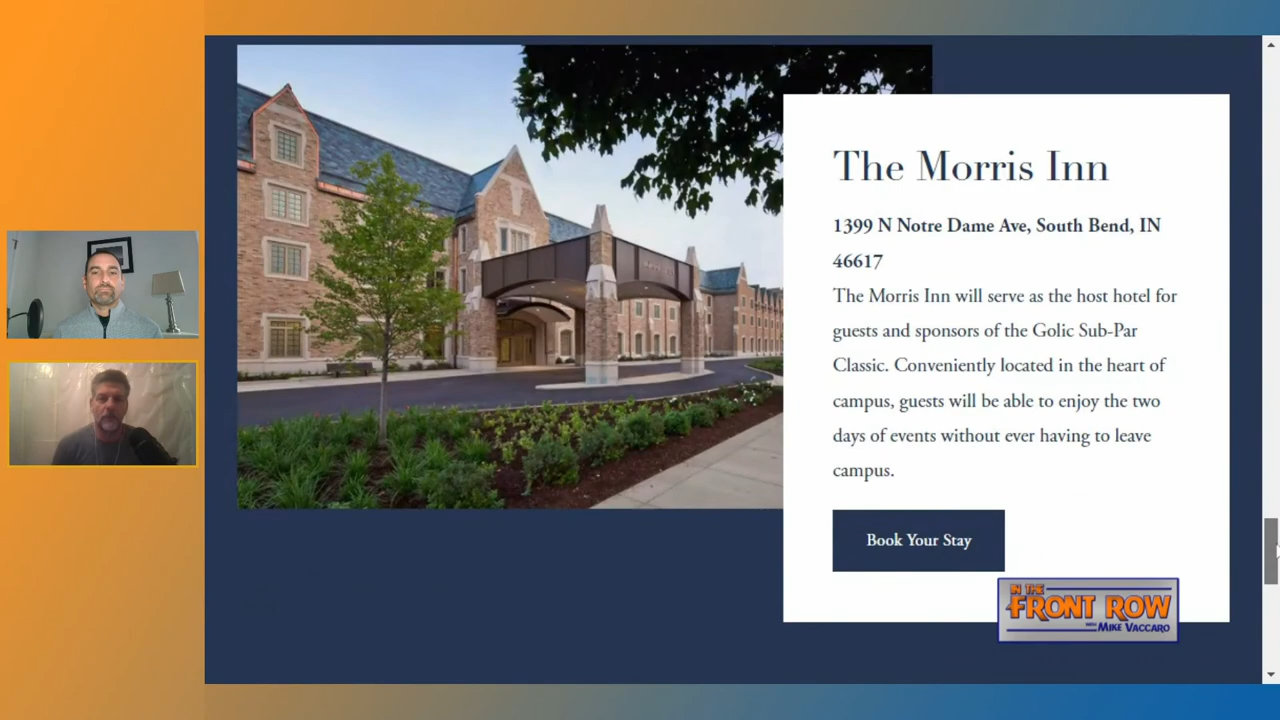 The Morris Inn
1399 N Notre Dame Ave, South Bend, IN
46617
The Morris Inn will serve as the host hotel for
guests and sponsors of the Golic Sub-Par
Classic. Conveniently located in the heart of
campus, guests will be able to enjoy the two
days of events without ever having to leave
campus.
Book Your Stay
IN THE
FRONT ROW
WITH MIKE VACCARO